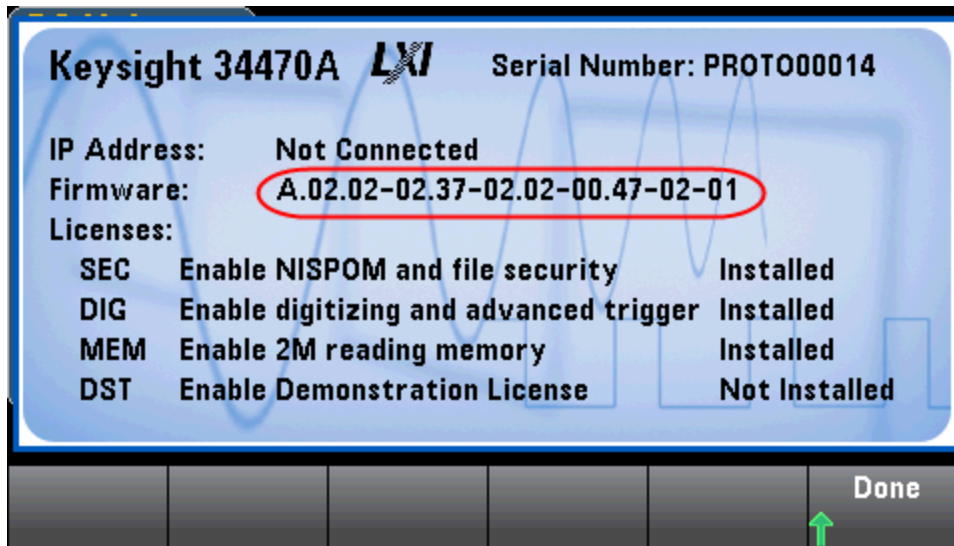 Keysight 34470A LXI Serial Number: PROTO00014
IP Address: Not Connected
Firmware: A.02.02-02.37-02.02-00.47-02-01
Licenses:
SEC Enable NISPOM and file security Installed
DIG Enable digitizing and advanced trigger Installed
MEM Enable 2M reading memory Installed
DST Enable Demonstration License Not Installed
Done